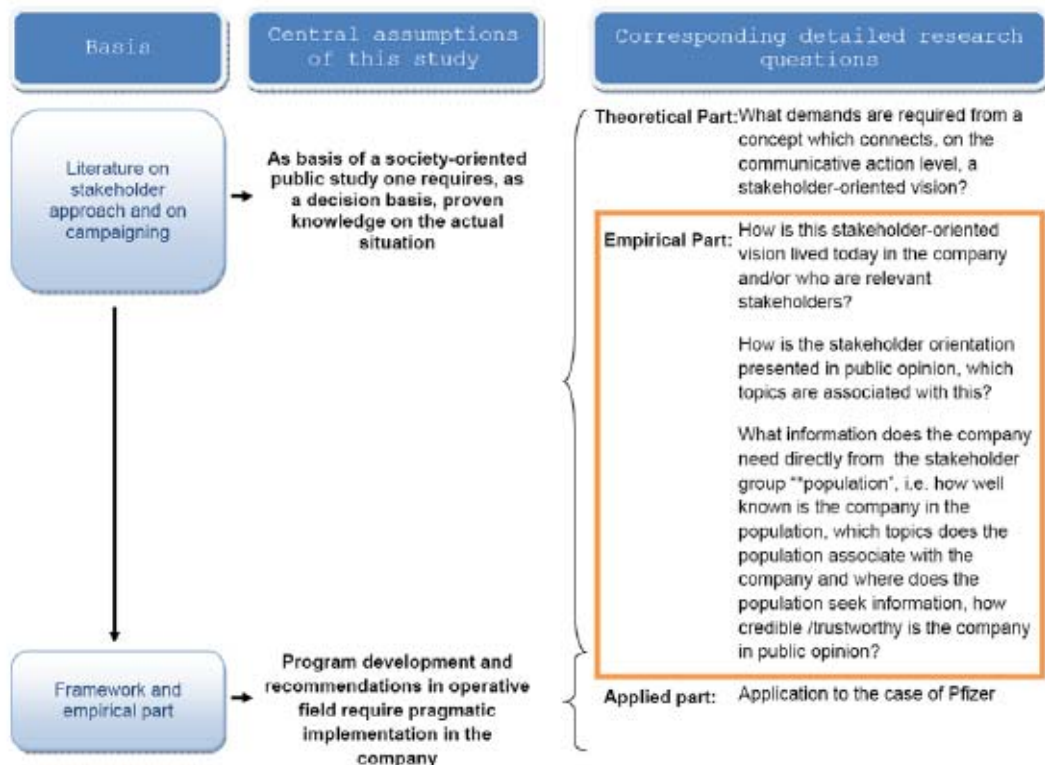 Basis
Central assumptions
of this study
Corresponding detailed research
questions
Literature on
stakeholder
approach and on
campaigning
As basis of a society-oriented
public study one requires, as
a decision basis, proven
knowledge on the actual
situation
Theoretical Part: What demands are required from a
concept which connects, on the
communicative action level, a
stakeholder-oriented vision?
Empirical Part: How is this stakeholder-oriented
vision lived today in the company
and/or who are relevant
stakeholders?
How is the stakeholder orientation
presented in public opinion, which
topics are associated with this?
What information does the company
need directly from the stakeholder
group "“population", i.e. how well
known is the company in the
population, which topics does the
population associate with the
company and where does the
population seek information, how
credible /trustworthy is the company
in public opinion?
Framework and
empirical part
Program development and
recommendations in operative
field require pragmatic
implementation in the
company
Applied part: Application to the case of Pfizer